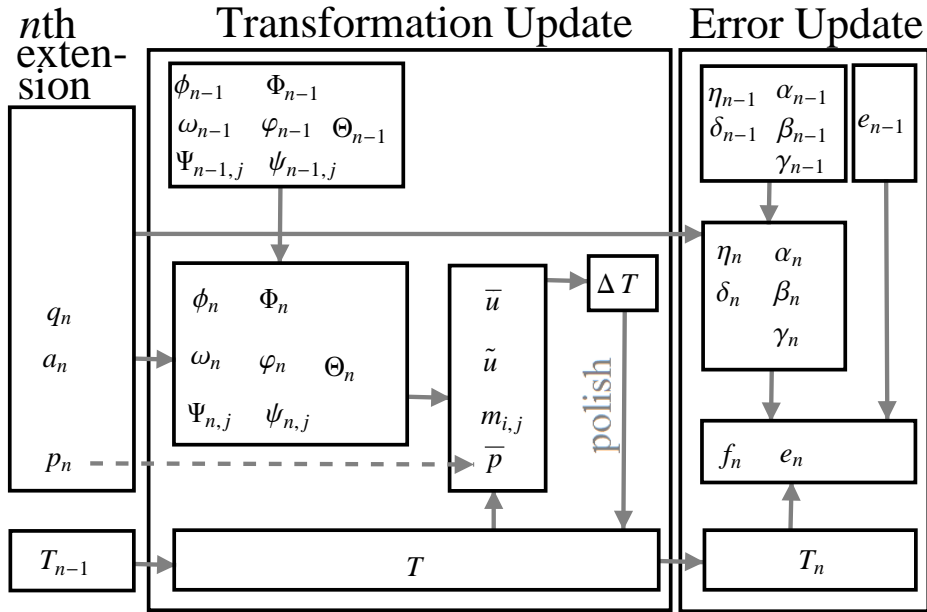 nth
exten-
sion
Transformation Update
Error Update
ϕₙ₋₁ Φₙ₋₁
ωₙ₋₁ φₙ₋₁ Θₙ₋₁
Ψₙ₋₁,ⱼ ψₙ₋₁,ⱼ
ηₙ₋₁ αₙ₋₁
δₙ₋₁ βₙ₋₁
γₙ₋₁
eₙ₋₁
qₙ
aₙ
pₙ
ϕₙ Φₙ
ωₙ φₙ Θₙ
Ψₙ,ⱼ ψₙ,ⱼ
u̅
ũ
mᵢ,ⱼ
p̅
Δ T
polish
ηₙ αₙ
δₙ βₙ
γₙ
fₙ eₙ
Tₙ₋₁
T
Tₙ